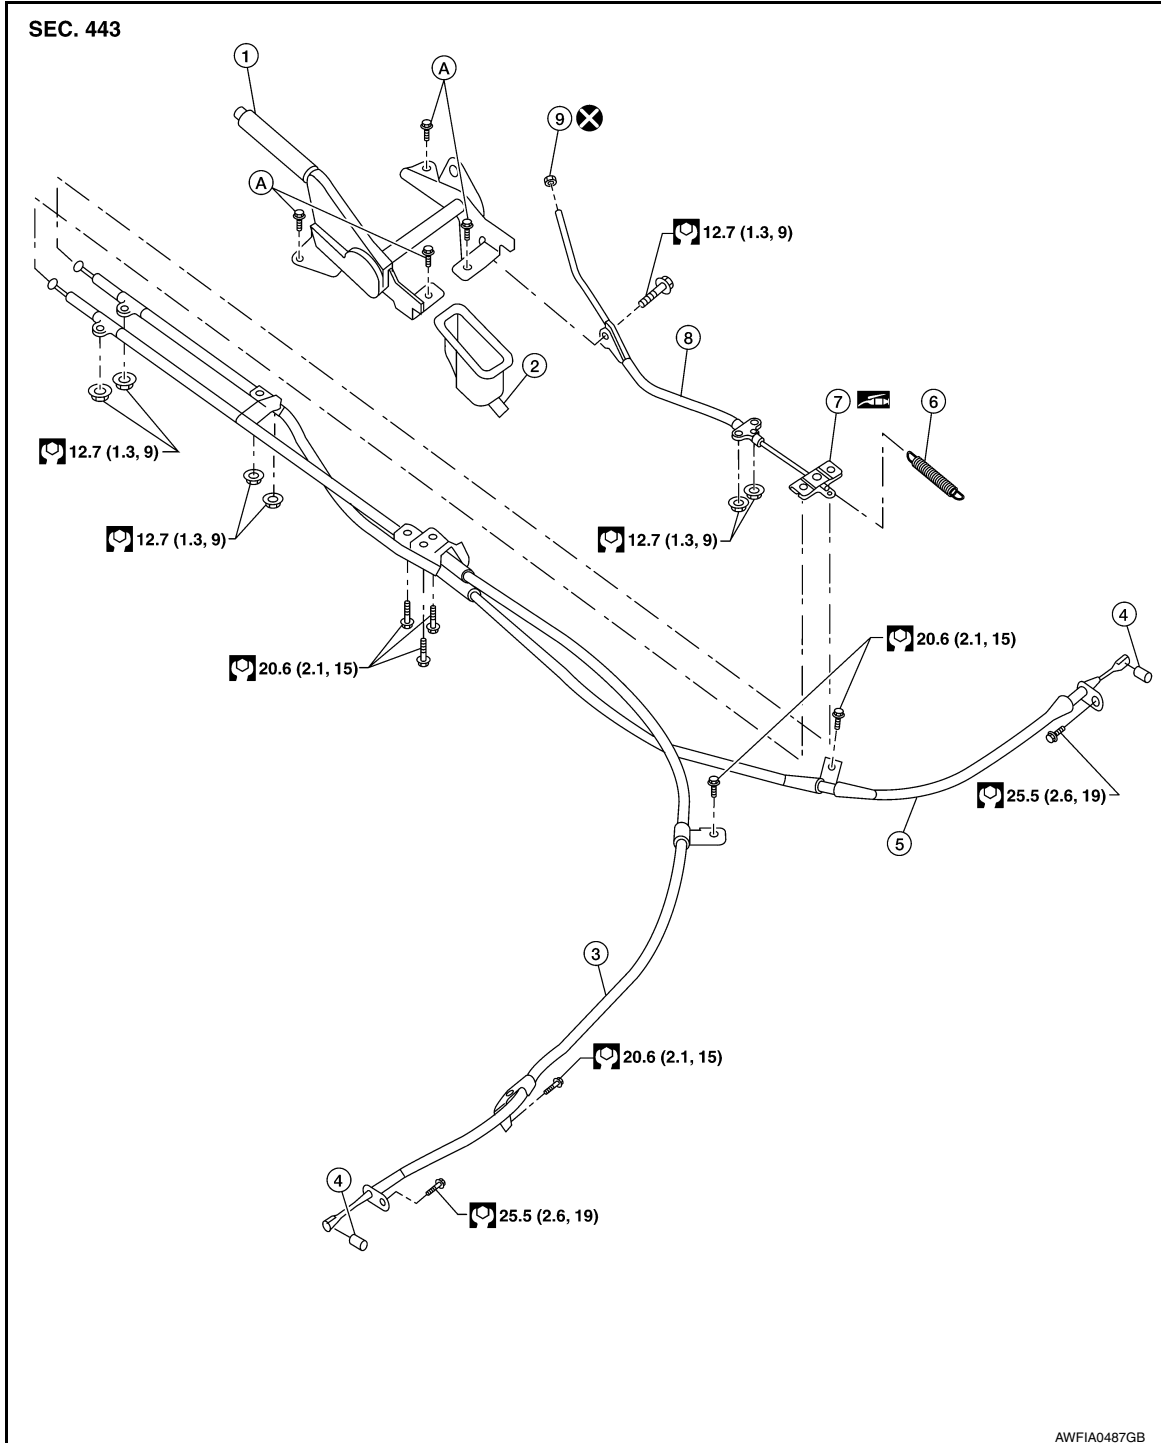 SEC. 443
1
A
9
A
12.7 (1.3, 9)
8
2
7
6
12.7 (1.3, 9)
12.7 (1.3, 9)
12.7 (1.3, 9)
4
20.6 (2.1, 15)
20.6 (2.1, 15)
25.5 (2.6, 19)
5
3
20.6 (2.1, 15)
4
25.5 (2.6, 19)
AWFIA0487GB